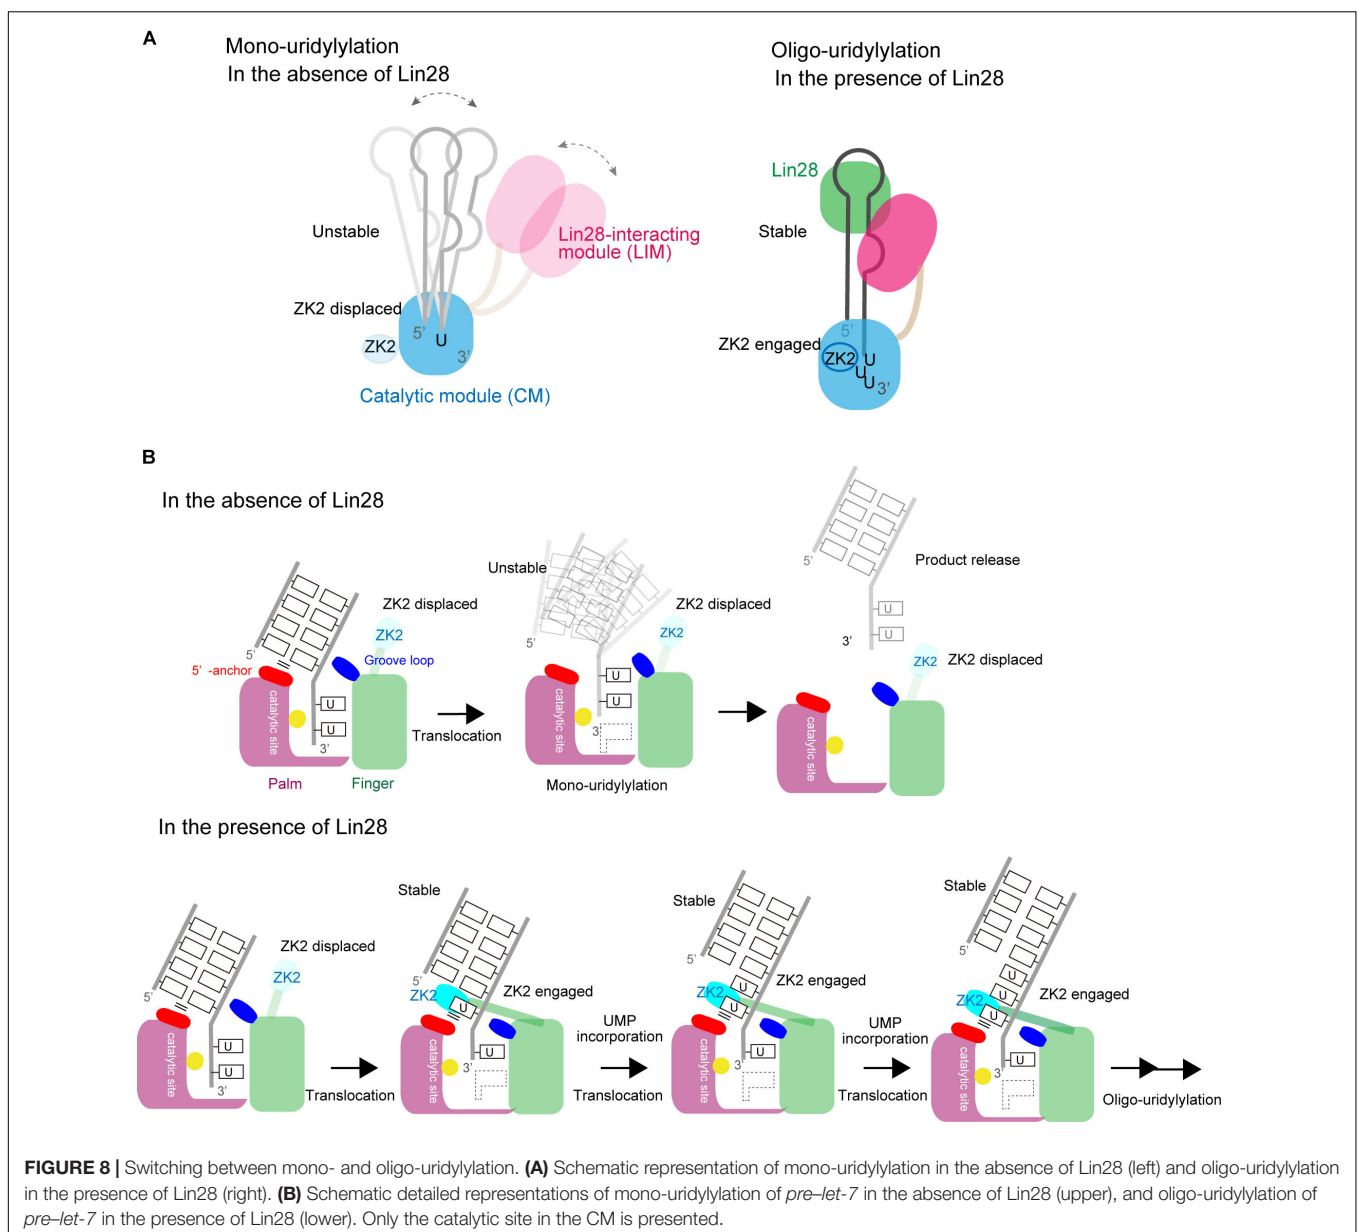 A
Mono-uridylylation
In the absence of Lin28
Oligo-uridylylation
In the presence of Lin28
Unstable
Lin28-interacting
module (LIM)
ZK2 displaced
5’
U
3’
ZK2
Catalytic module (CM)
Lin28
Stable
5’
ZK2 engaged
ZK2
U
U
U
3’
B
In the absence of Lin28
5’
5’ -anchor
ZK2 displaced
ZK2
Groove loop
catalytic site
U
U
3’
Palm
Finger
Translocation
Unstable
5’
ZK2 displaced
ZK2
U
U
3’
catalytic site
Mono-uridylylation
5’
Product release
U
U
3’
ZK2
ZK2 displaced
catalytic site
In the presence of Lin28
5’
ZK2 displaced
ZK2
catalytic site
U
U
3’
Translocation
Stable
5’
ZK2
ZK2 engaged
U
U
3’
catalytic site
UMP
incorporation
Translocation
Stable
5’
ZK2
ZK2 engaged
U
U
U
3’
catalytic site
UMP
incorporation
Translocation
Stable
5’
U
U
U
ZK2
ZK2 engaged
U
3’
catalytic site
Oligo-uridylylation
FIGURE 8 | Switching between mono- and oligo-uridylylation. (A) Schematic representation of mono-uridylylation in the absence of Lin28 (left) and oligo-uridylylation
in the presence of Lin28 (right). (B) Schematic detailed representations of mono-uridylylation of pre–let-7 in the absence of Lin28 (upper), and oligo-uridylylation of
pre–let-7 in the presence of Lin28 (lower). Only the catalytic site in the CM is presented.